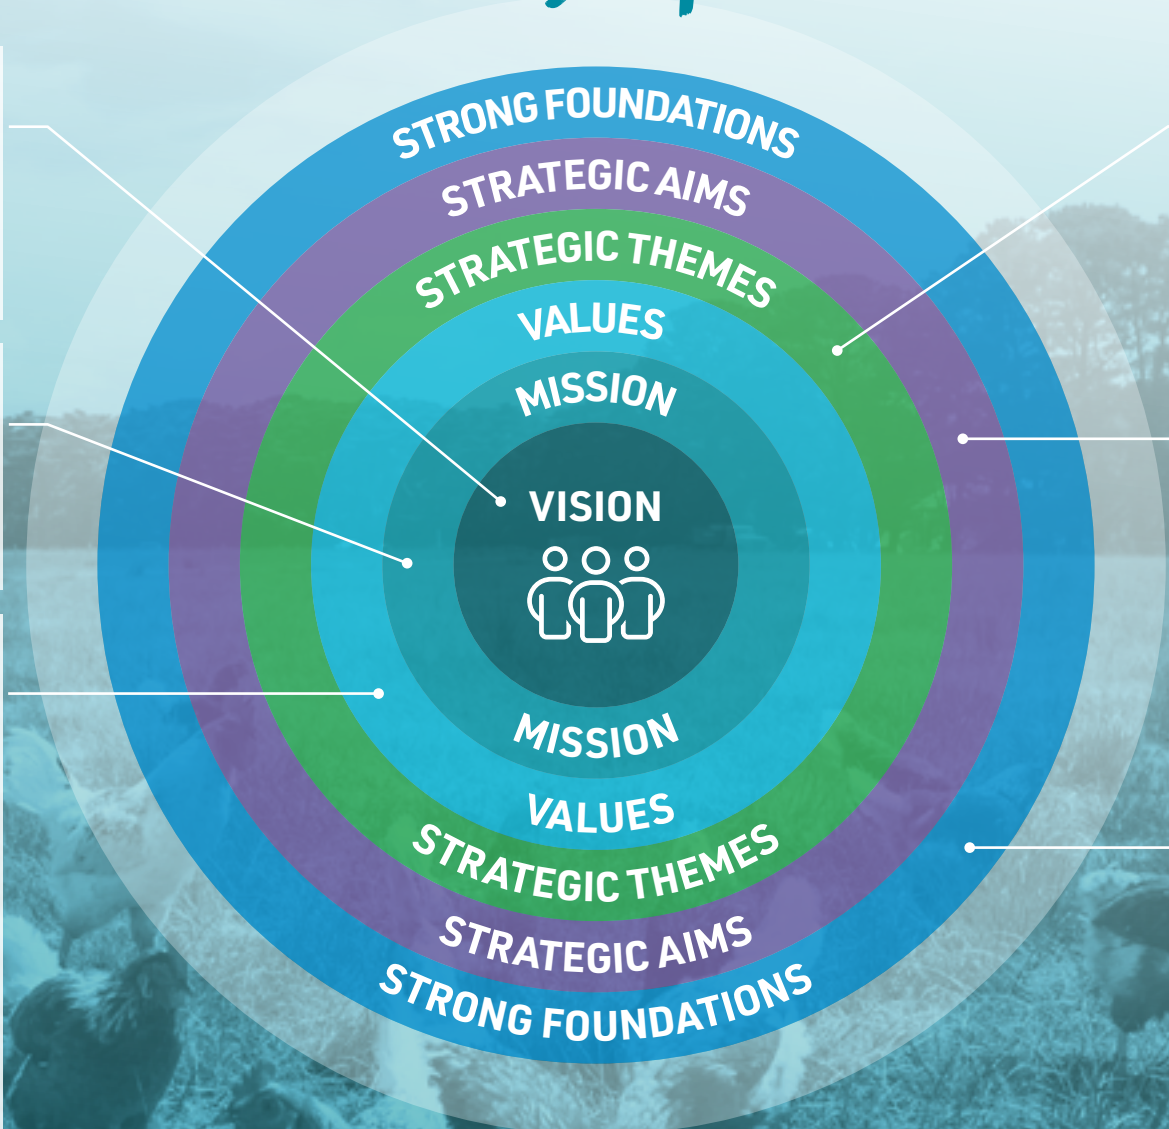 STRONG FOUNDATIONS
STRATEGIC AIMS
STRATEGIC THEMES
VALUES
MISSION
VISION
MISSION
VALUES
STRATEGIC THEMES
STRATEGIC AIMS
STRONG FOUNDATIONS